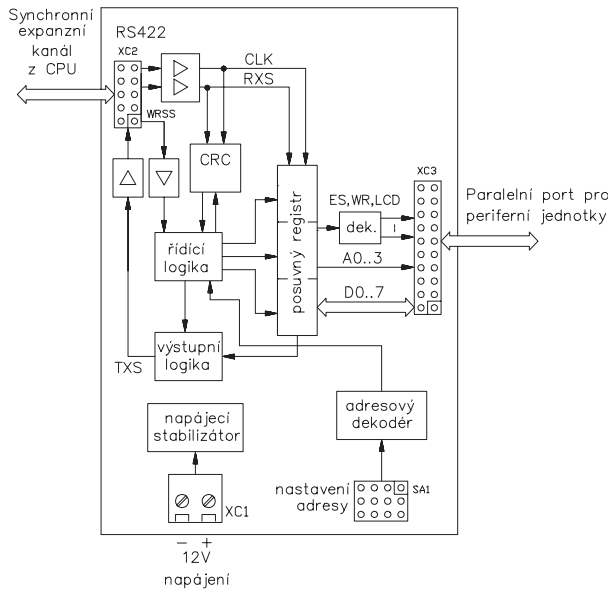 Synchronní
expanzní
kanál
z CPU
RS422
XC2
CLK
RXS
WRSS
CRC
XC3
Paralelní port pro
periferní jednotky
ES,WR,LCD
dek.
posuvný registr
řídící
logika
A0..3
D0..7
výstupní
logika
TXS
napájecí
stabilizátor
adresový
dekodér
nastavení
adresy
SA1
XC1
– +
12V
napájení